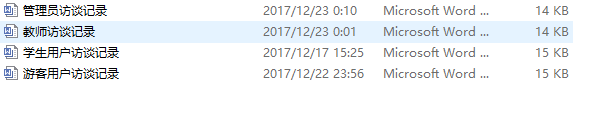 管理员访谈记录 2017/12/23 0:10 Microsoft Word ... 14 KB
教师访谈记录 2017/12/23 0:01 Microsoft Word ... 14 KB
学生用户访谈记录 2017/12/17 15:25 Microsoft Word ... 15 KB
游客用户访谈记录 2017/12/22 23:56 Microsoft Word ... 15 KB